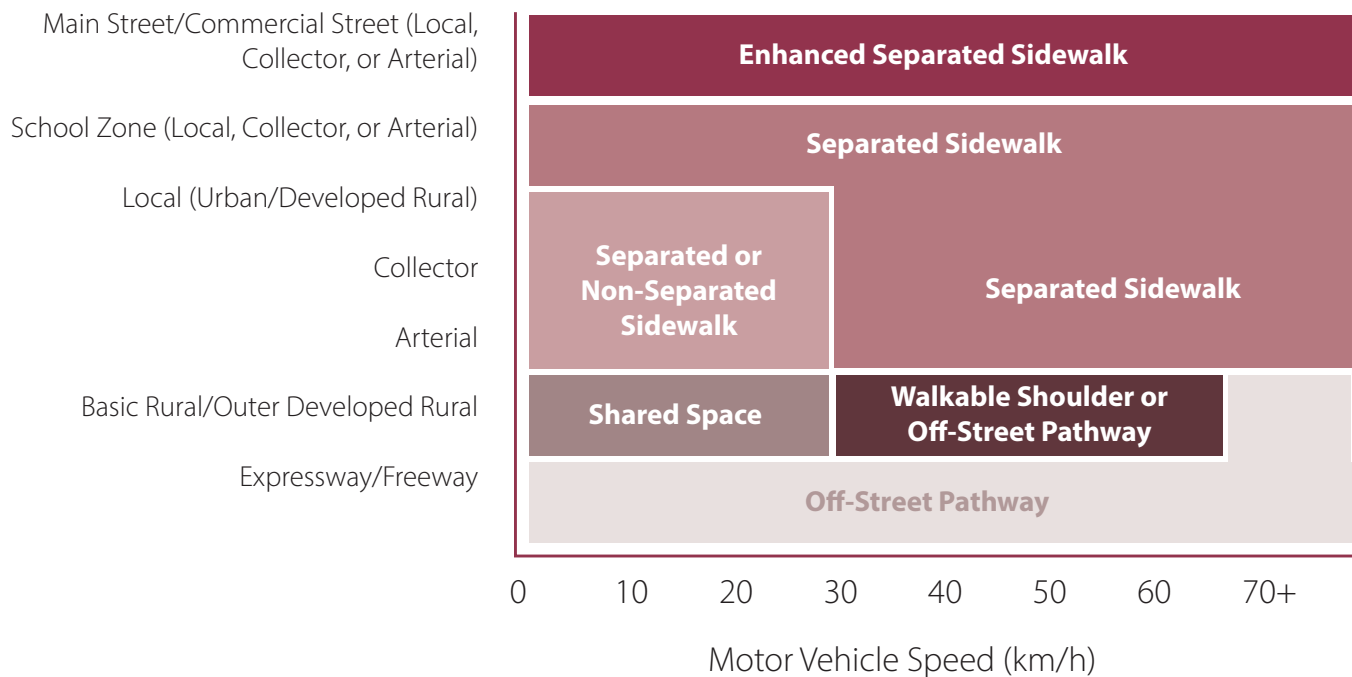 Main Street/Commercial Street (Local,
Collector, or Arterial)
Enhanced Separated Sidewalk
School Zone (Local, Collector, or Arterial)
Separated Sidewalk
Local (Urban/Developed Rural)
Collector
Arterial
Separated or
Non-Separated
Sidewalk
Separated Sidewalk
Basic Rural/Outer Developed Rural
Shared Space
Walkable Shoulder or
Off-Street Pathway
Expressway/Freeway
Off-Street Pathway
0 10 20 30 40 50 60 70+
Motor Vehicle Speed (km/h)